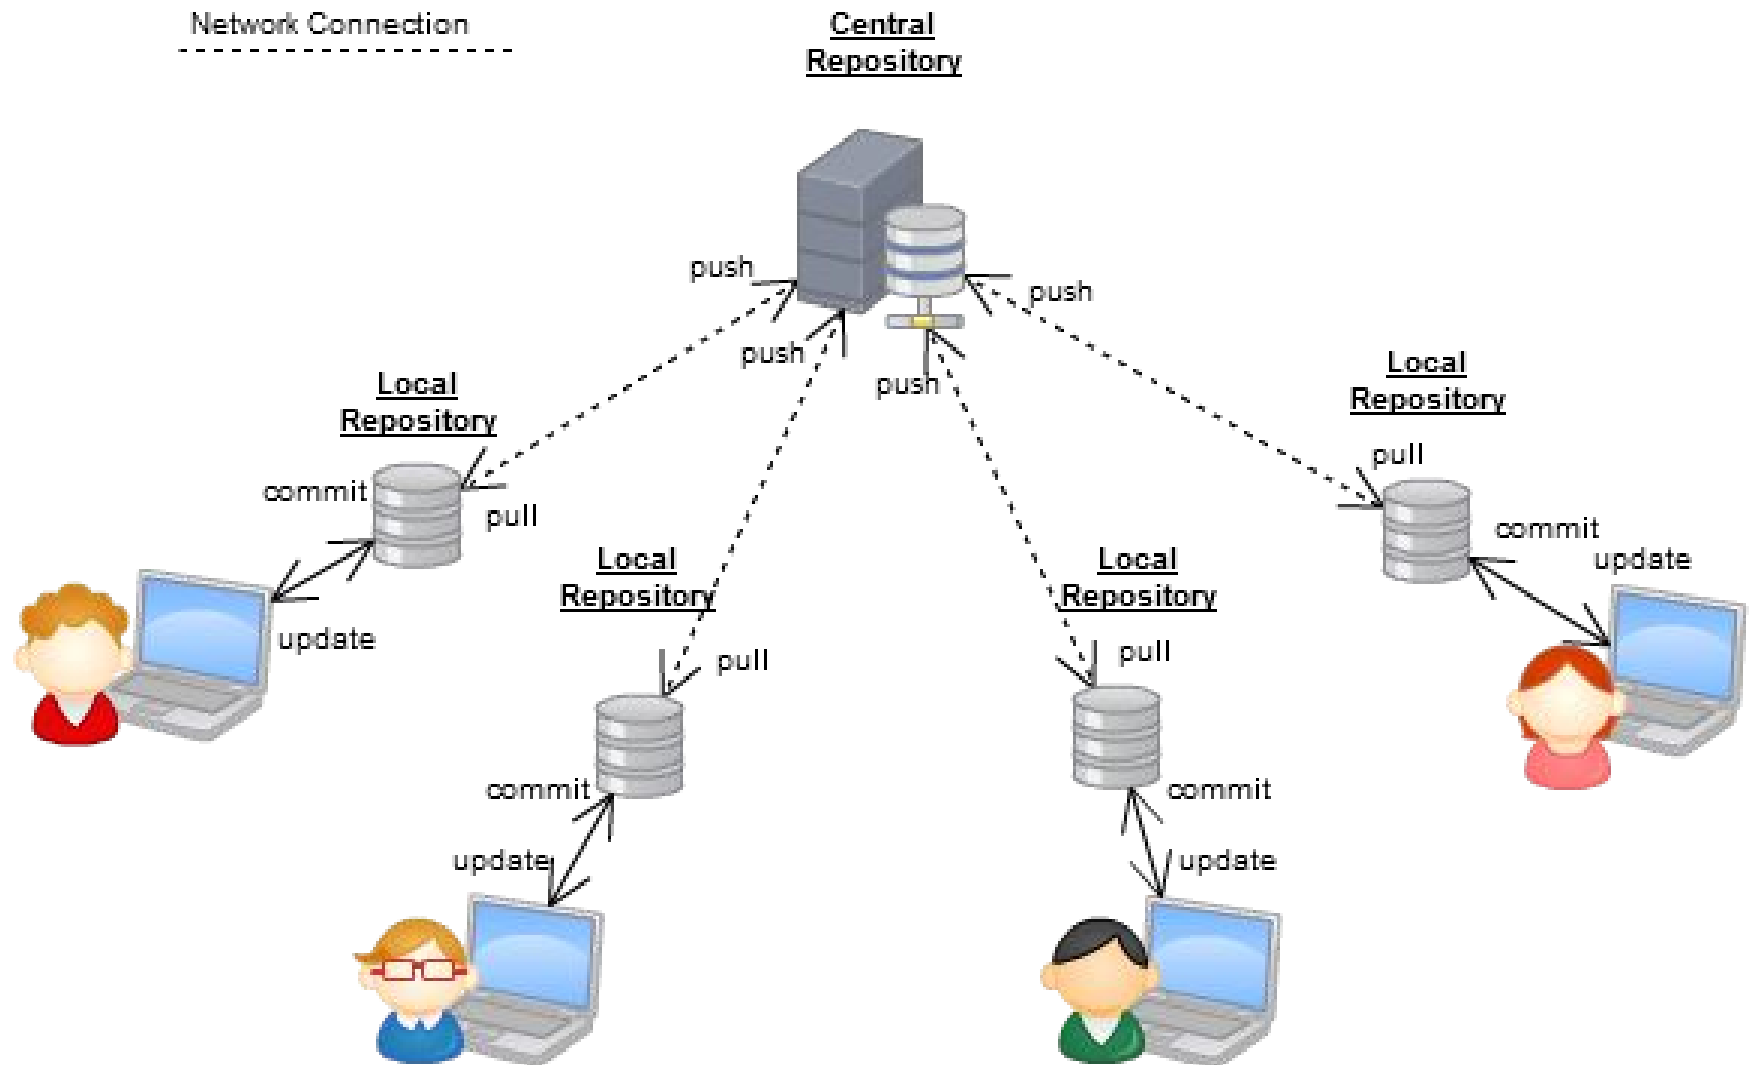 Network Connection
Central
Repository
push
push
push
push
Local
Repository
Local
Repository
pull
commit
pull
commit
update
Local
Repository
Local
Repository
update
pull
pull
commit
commit
update
update